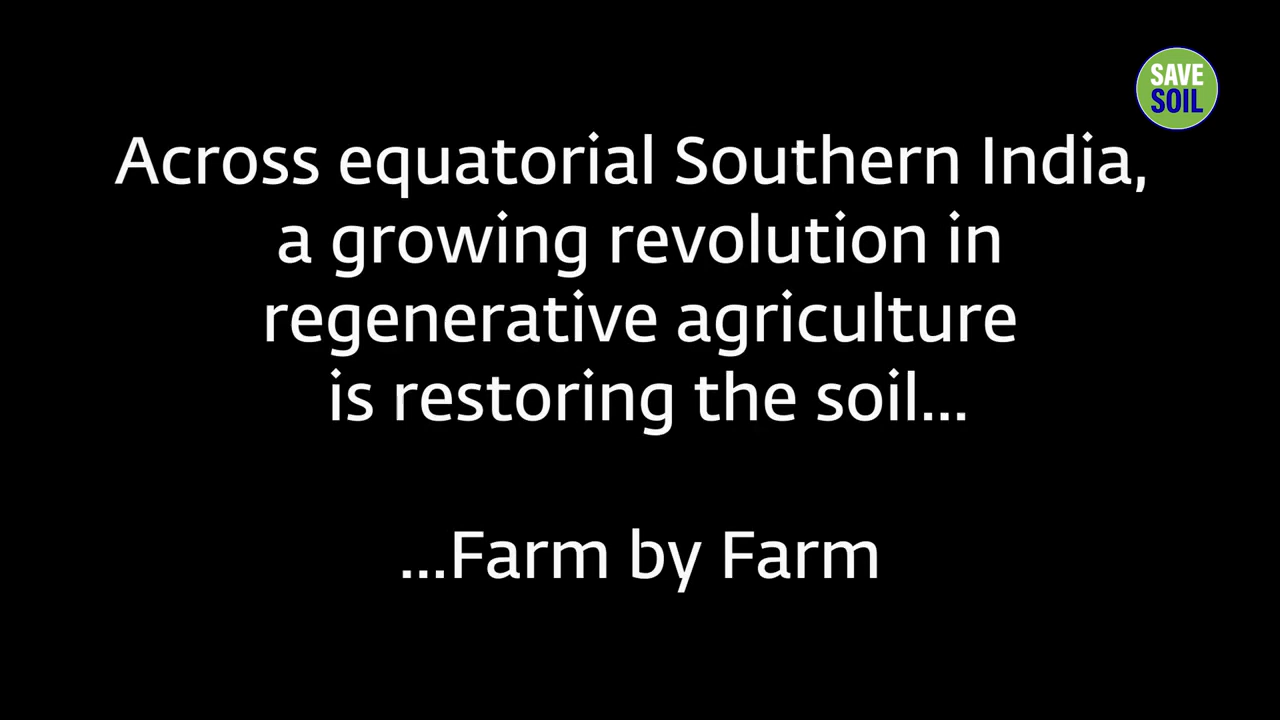 SAVE
SOIL
Across equatorial Southern India,
a growing revolution in
regenerative agriculture
is restoring the soil...
...Farm by Farm